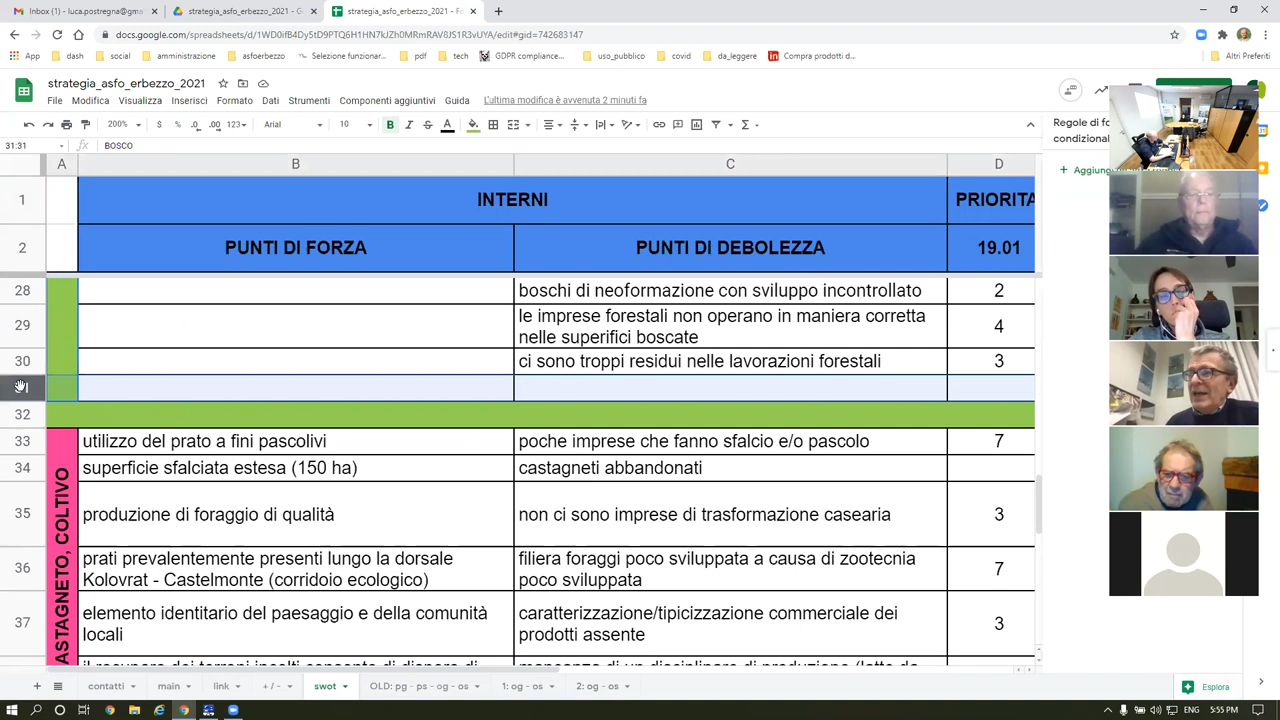 Inbox (1) - luca.postregna@gma
strategia_asfo_erbezzo_2021 - G
strategia_asfo_erbezzo_2021 - Fo
docs.google.com/spreadsheets/d/
App
dash
social
amministrazione
asfoerbezzo
Selezione funzionar...
pdf
tech
GDPR compliance...
uso_pubblico
covid
da_leggere
Compra prodotti d...
Altri Preferiti
strategia_asfo_erbezzo_2021
File Modifica Visualizza Inserisci Formato Dati Strumenti Componenti aggiuntivi Guida L'ultima modifica è avvenuta 2 minuti fa
200% $ % .0 .00 123 Arial 10 B I S A
31:31 fx BOSCO
Regole di fo
condizional
Aggiun
A B C D
1 INTERNI PRIORITA
2 PUNTI DI FORZA PUNTI DI DEBOLEZZA 19.01
28 boschi di neoformazione con sviluppo incontrollato 2
29 le imprese forestali non operano in maniera corretta
nelle superifici boscate 4
30 ci sono troppi residui nelle lavorazioni forestali 3
32
33 utilizzo del prato a fini pascolivi poche imprese che fanno sfalcio e/o pascolo 7
34 superficie sfalciata estesa (150 ha) castagneti abbandonati
35 produzione di foraggio di qualità non ci sono imprese di trasformazione casearia 3
36 prati prevalentemente presenti lungo la dorsale
Kolovrat - Castelmonte (corridoio ecologico)
filiera foraggi poco sviluppata a causa di zootecnia
poco sviluppata 7
37 elemento identitario del paesaggio e della comunità
locali
caratterizzazione/tipicizzazione commerciale dei
prodotti assente 3
ASTAGNETO, COLTIVO
contatti main link + / - swot OLD: pg - ps - og - os 1: og - os 2: og - os
Esplora
ENG 5:55 PM